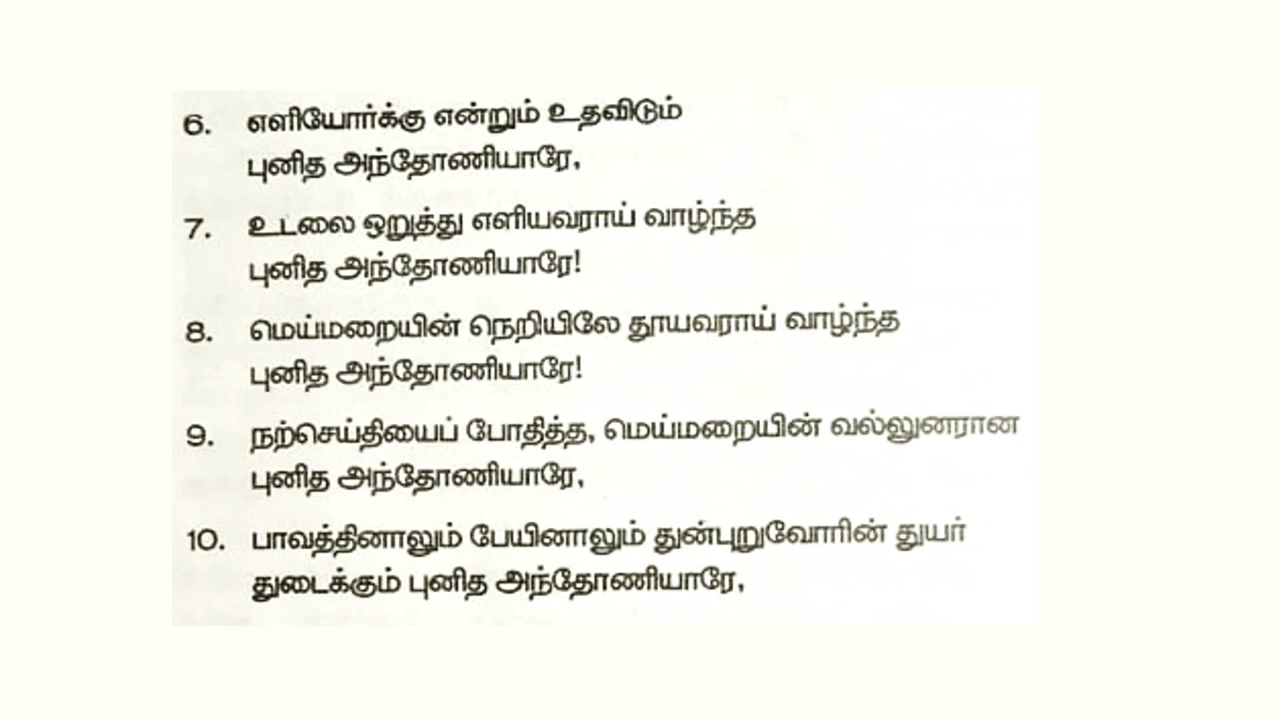 6. எளியோர்க்கு என்றும் உதவிடும்
புனித அந்தோணியாரே,
7. உடலை ஒறுத்து எளியவராய் வாழ்ந்த
புனித அந்தோணியாரே!
8. மெய்மறையின் நெறியிலே தூயவராய் வாழ்ந்த
புனித அந்தோணியாரே!
9. நற்செய்தியைப் போதித்த, மெய்மறையின் வல்லுனரான
புனித அந்தோணியாரே,
10. பாவத்தினாலும் பேயினாலும் துன்புறுவோரின் துயர்
துடைக்கும் புனித அந்தோணியாரே,